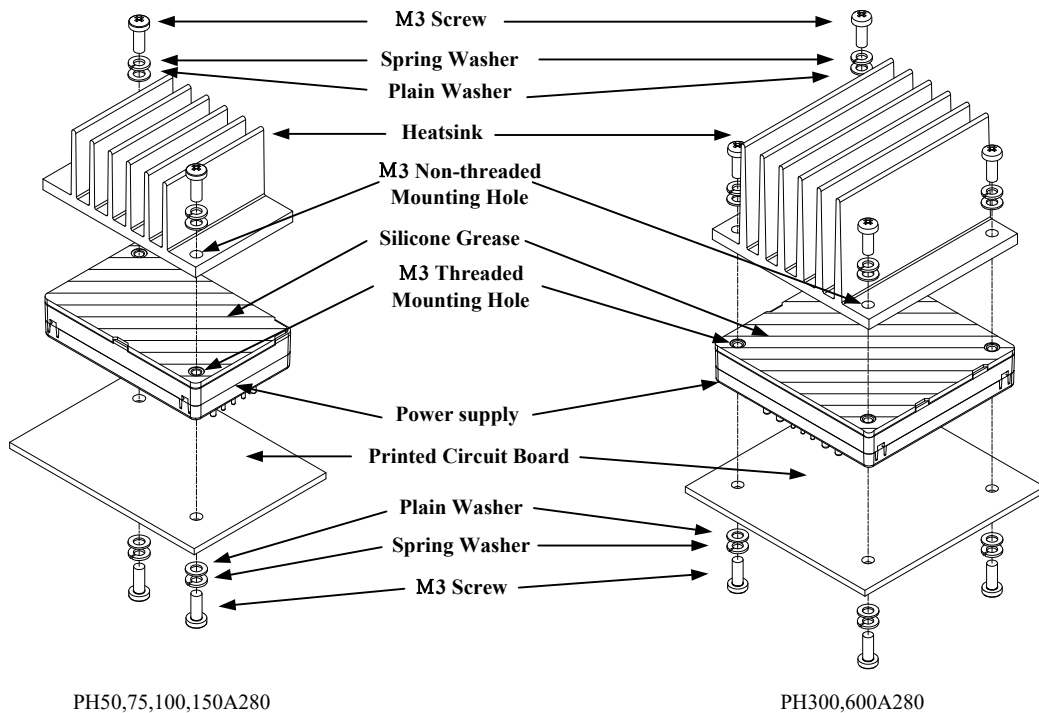 M3 Screw
Spring Washer
Plain Washer
Heatsink
M3 Non-threaded
Mounting Hole
Silicone Grease
M3 Threaded
Mounting Hole
Power supply
Printed Circuit Board
Plain Washer
Spring Washer
M3 Screw
PH50,75,100,150A280
PH300,600A280